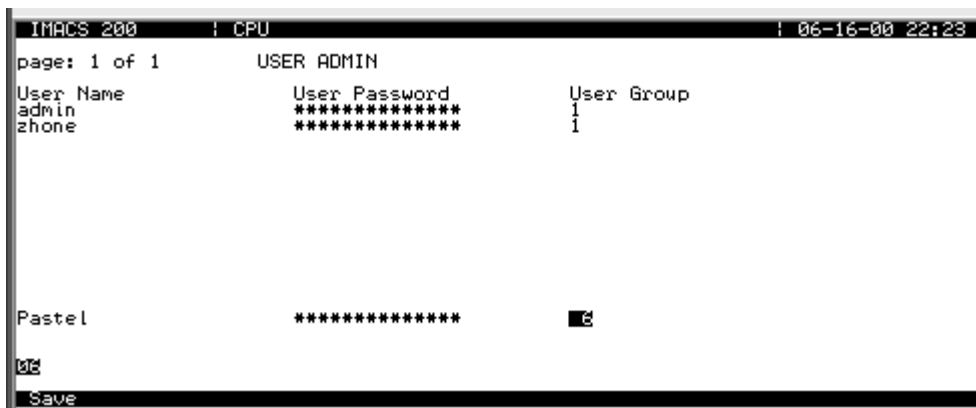 IMACS 200 | CPU | 06-16-00 22:23
page: 1 of 1 USER ADMIN
User Name User Password User Group
admin ************** 1
zhone ************** 1
Pastel ************** 6
06
Save